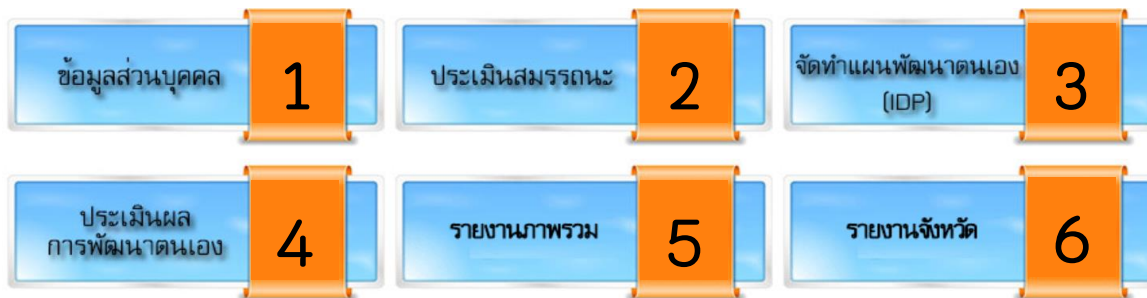 ข้อมูลส่วนบุคคล
1
ประเมินสมรรถนะ
2
จัดทำแผนพัฒนาตนเอง
(IDP)
3
ประเมินผล
การพัฒนาตนเอง
4
รายงานภาพรวม
5
รายงานจังหวัด
6